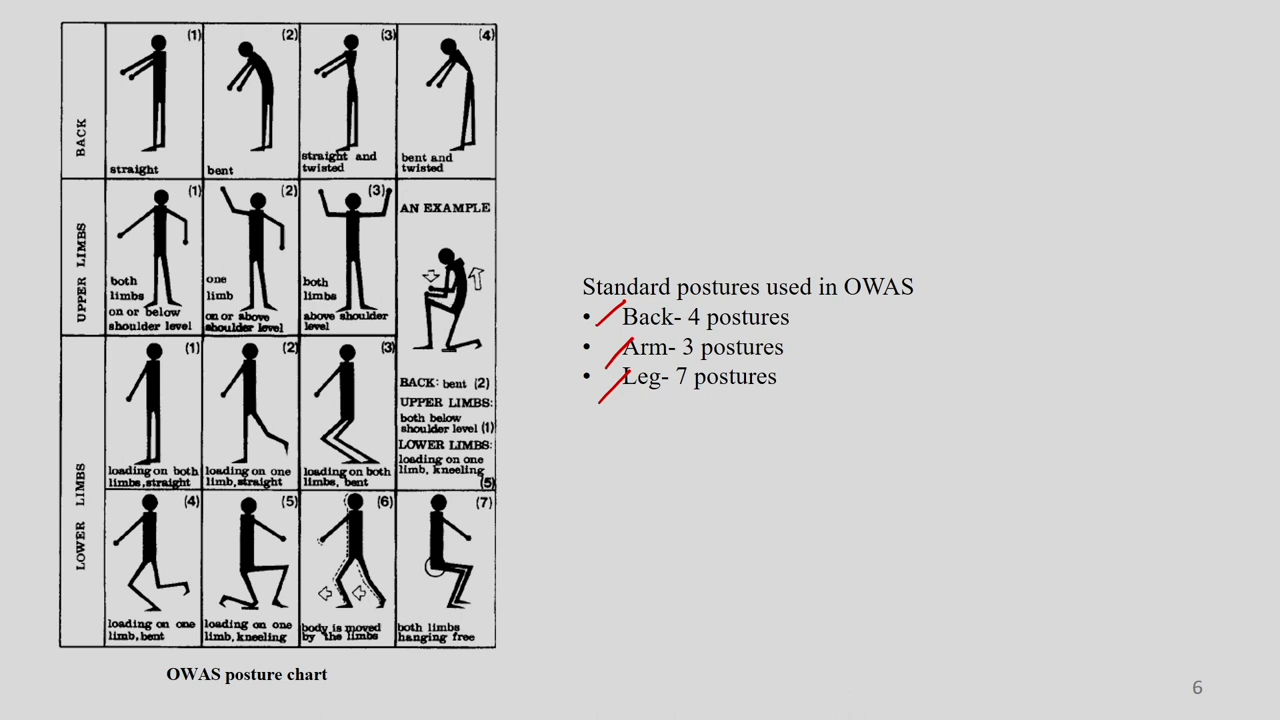 BACK
(1)
straight
(2)
bent
(3)
straight and
twisted
(4)
bent and
twisted
UPPER LIMBS
(1)
both
limbs
on or below
shoulder level
(2)
one
limb
on or above
shoulder level
(3)
both
limbs
above shoulder
level
AN EXAMPLE
BACK: bent (2)
UPPER LIMBS:
both below
shoulder level (1)
LOWER LIMBS:
loading on one
limb, kneeling
(5)
LOWER LIMBS
(1)
loading on both
limbs, straight
(2)
loading on one
limb, straight
(3)
loading on both
limbs, bent
(4)
loading on one
limb, bent
(5)
loading on one
limb, kneeling
(6)
body is moved
by the limbs
(7)
both limbs
hanging free
OWAS posture chart
Standard postures used in OWAS
• Back- 4 postures
• Arm- 3 postures
• Leg- 7 postures
6